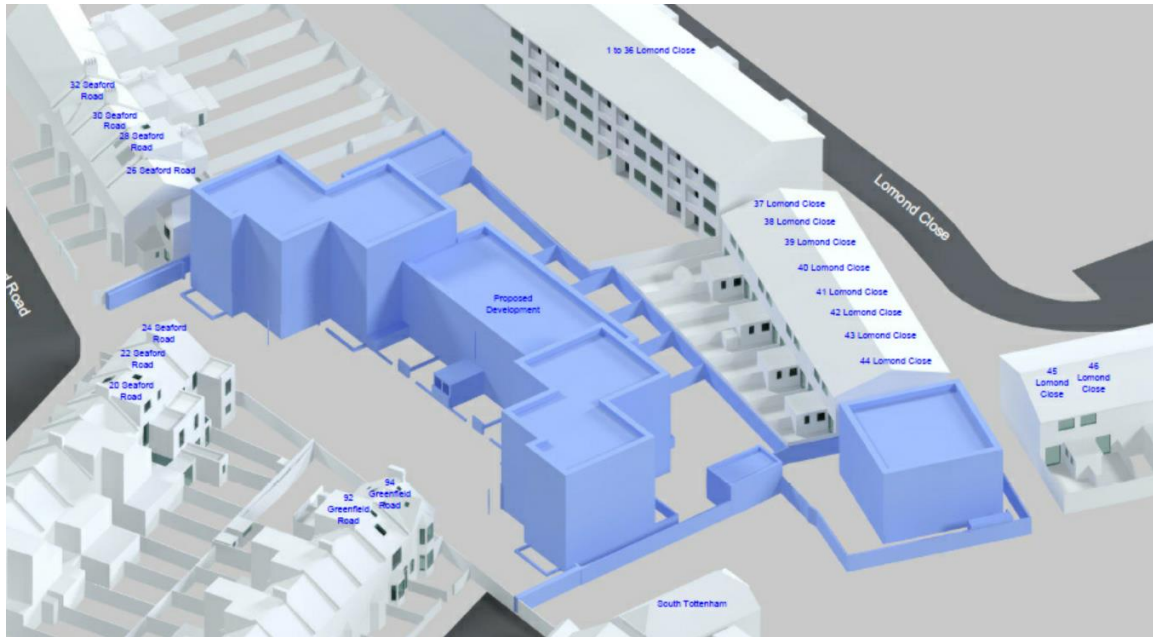 1 to 36 Lomond Close
32 Seaford
Road
30 Seaford
Road
28 Seaford
Road
26 Seaford Road
Lomond Close
37 Lomond Close
38 Lomond Close
39 Lomond Close
40 Lomond Close
41 Lomond Close
42 Lomond Close
43 Lomond Close
44 Lomond Close
Proposed
Development
d Road
24 Seaford
Road
22 Seaford
Road
20 Seaford
Road
45
Lomond
Close
46
Lomond
Close
94
Greenfield
Road
92
Greenfield
Road
South Tottenham